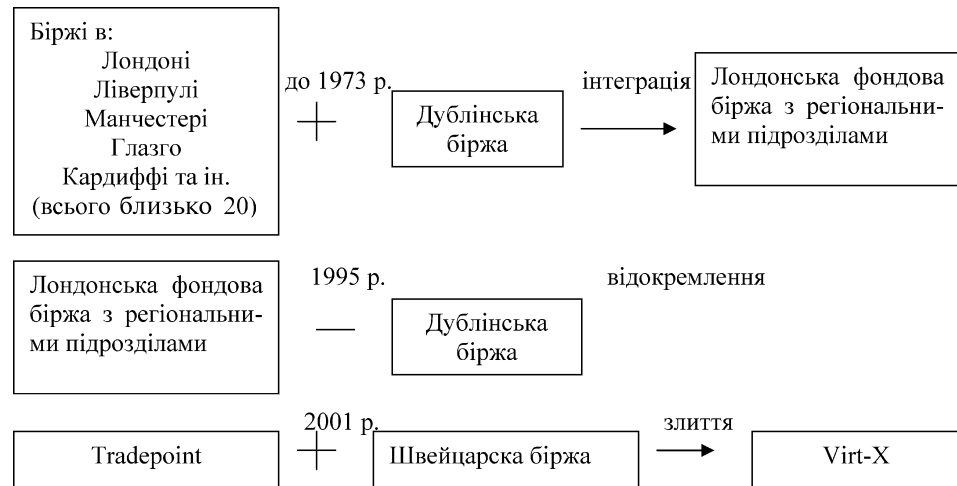 Біржі в:
Лондоні
Ліверпулі
Манчестері
Глазго
Кардиффі та ін.
(всього близько 20)
до 1973 р.
Дублінська
біржа
інтеграція
Лондонська фондова
біржа з регіональни-
ми підрозділами
Лондонська фондова
біржа з регіональни-
ми підрозділами
1995 р.
Дублінська
біржа
відокремлення
Tradepoint
2001 р.
Швейцарска біржа
злиття
Virt-X